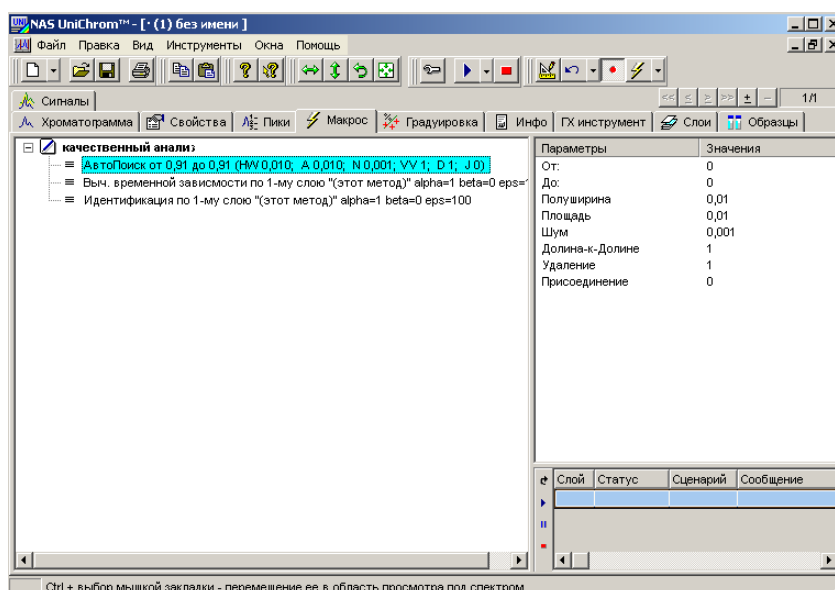 NAS UniChrom™ - [ · (1) без имени ]
Файл Правка Вид Инструменты Окна Помощь
Сигналы
<< ≤ ≥ >> ± – 1/1
Хроматограмма Свойства Пики Макрос Градуировка Инфо ГХ инструмент Слои Образцы
качественный анализ
АвтоПоиск от 0,91 до 0,91 (HW 0,010; A 0,010; N 0,001; VV 1; D 1; J 0)
Выч. временной зависмости по 1-му слою "(этот метод)" alpha=1 beta=0 eps=
Идентификация по 1-му слою "(этот метод)" alpha=1 beta=0 eps=100
Параметры Значения
От: 0
До: 0
Полуширина 0,01
Площадь 0,01
Шум 0,001
Долина-к-Долине 1
Удаление 1
Присоединение 0
Слой Статус Сценарий Сообщение
Ctrl + выбор мышкой закладки - перемещение ее в область просмотра под спектром